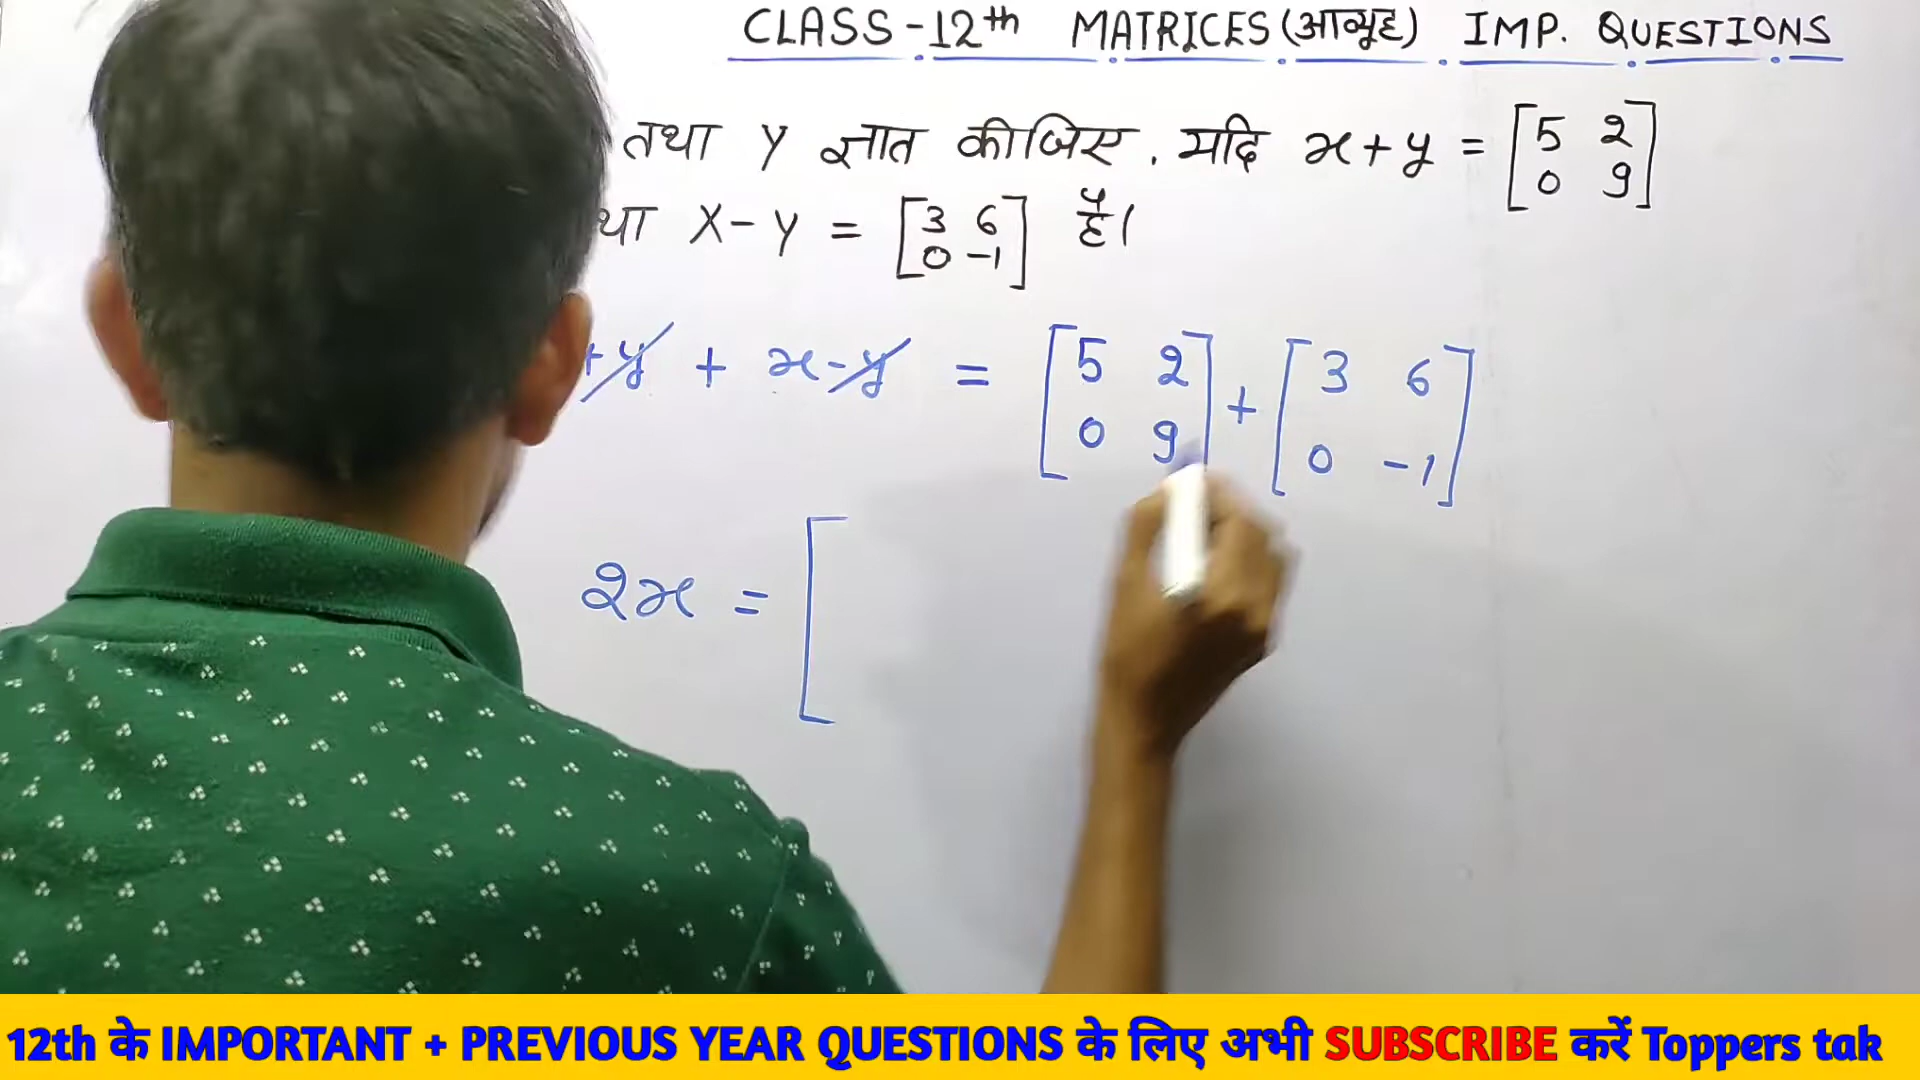 CLASS-12th MATRICES(आव्यूह) IMP. QUESTIONS
तथा Y ज्ञात कीजिए. यदि x+y = [5 2 0 9]
था X-Y = [3 6 0 -1] है।
+y + x-y = [5 2 0 9] + [3 6 0 -1]
2x = [
12th के IMPORTANT + PREVIOUS YEAR QUESTIONS के लिए अभी SUBSCRIBE करें Toppers tak